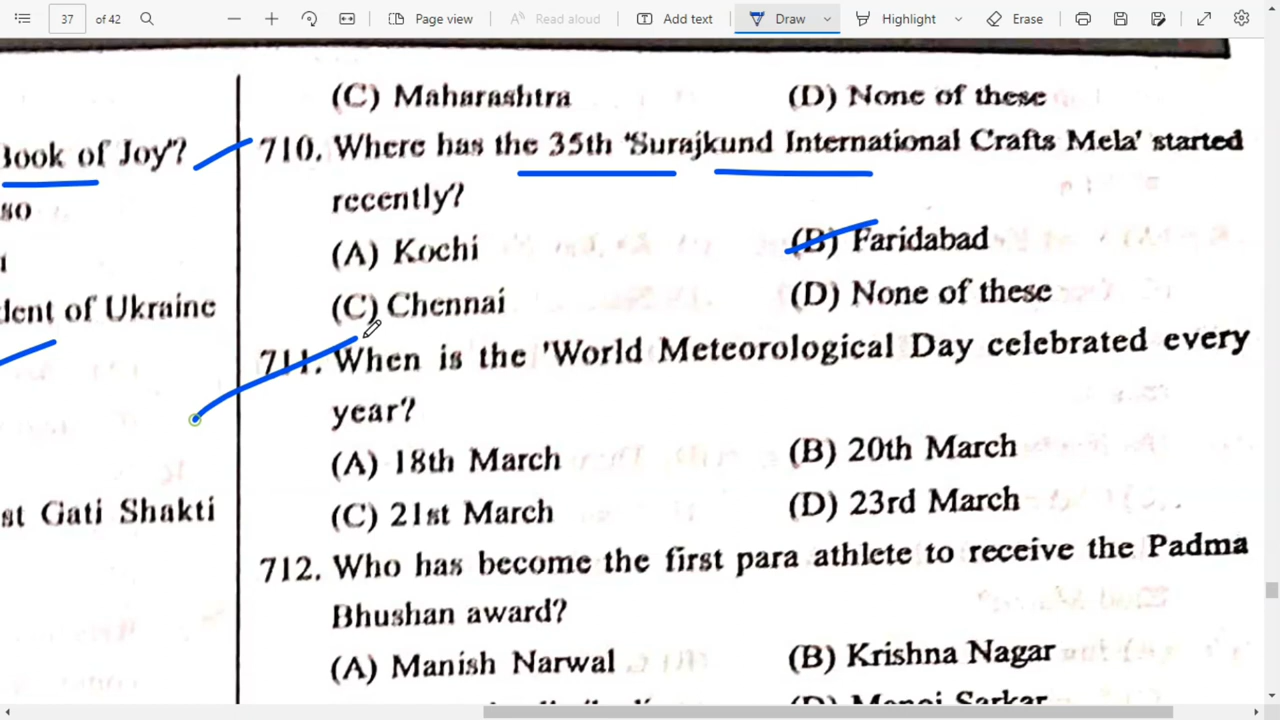 37 of 42 Page view Read aloud Add text Draw Highlight Erase
(C) Maharashtra (D) None of these
Book of Joy'?
710. Where has the 35th 'Surajkund International Crafts Mela' started
recently?
so
(A) Kochi (B) Faridabad
(C) Chennai (D) None of these
dent of Ukraine
711. When is the 'World Meteorological Day celebrated every
year?
(A) 18th March (B) 20th March
(C) 21st March (D) 23rd March
st Gati Shakti
712. Who has become the first para athlete to receive the Padma
Bhushan award?
(A) Manish Narwal (B) Krishna Nagar
(D) Manoj Sarkar